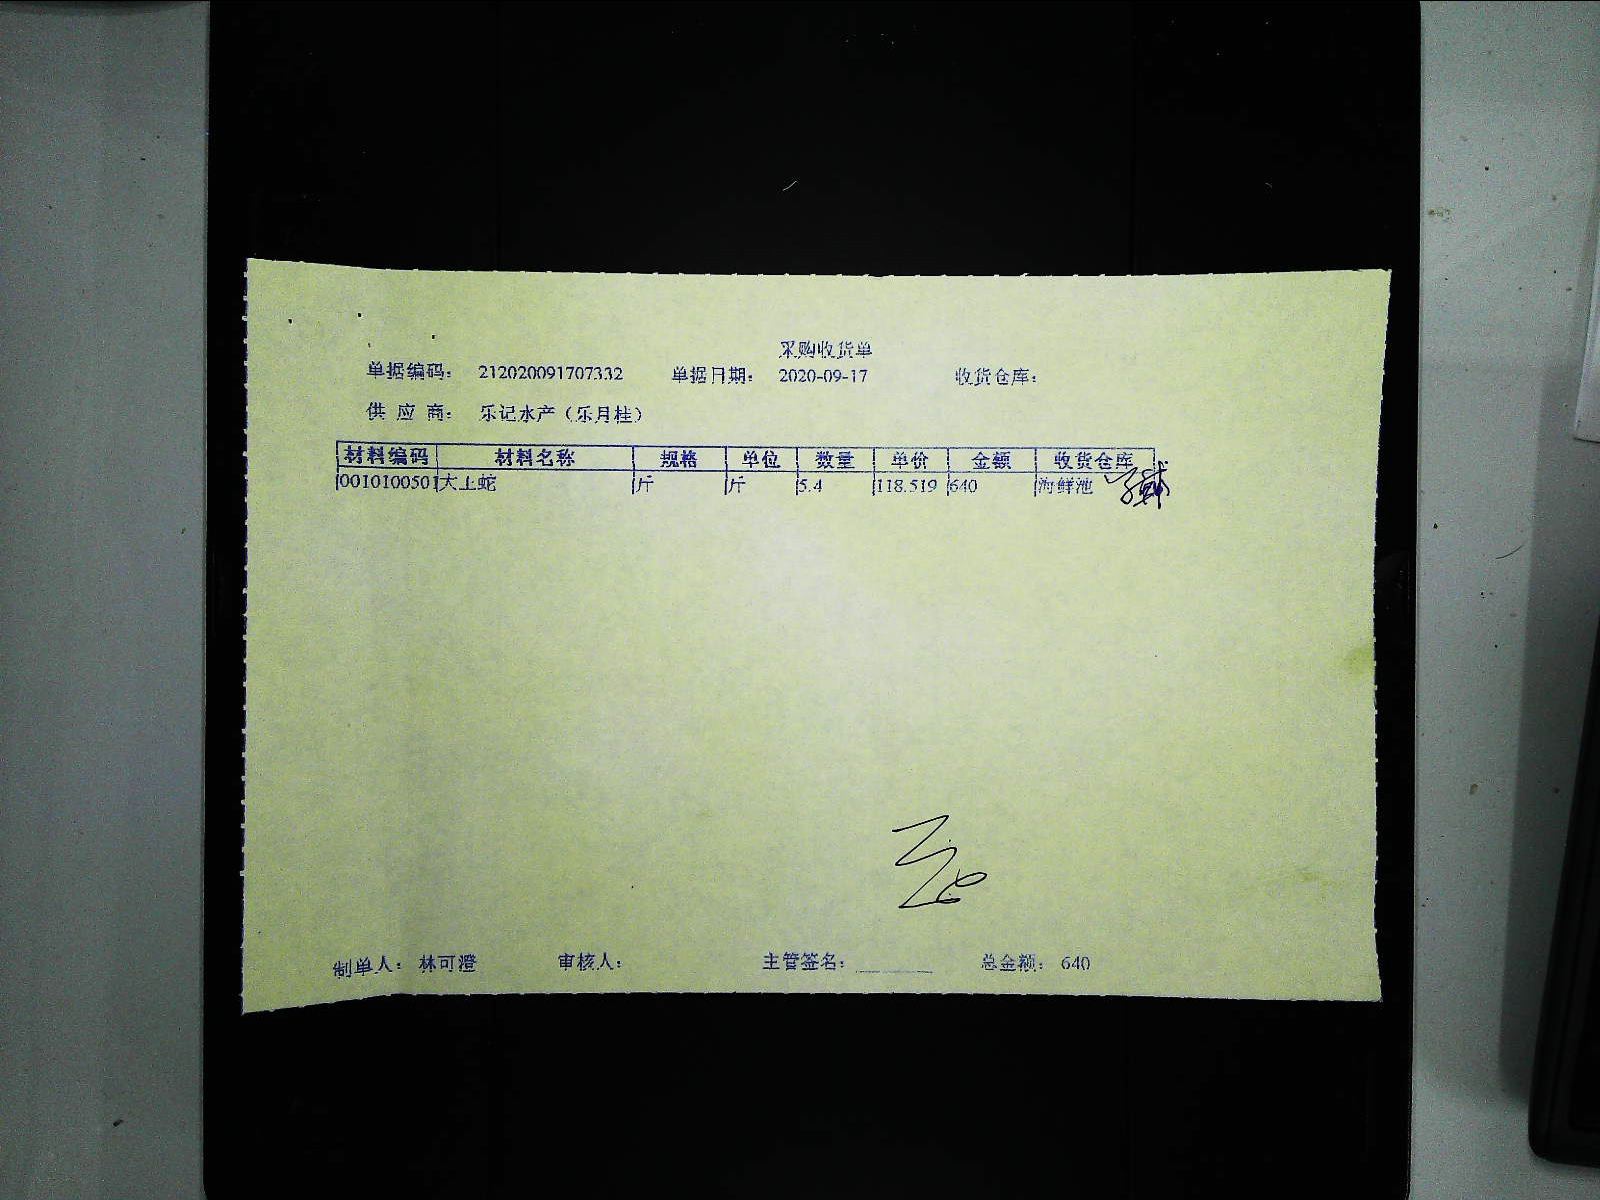 采购收货单
单据编码： 212020091707332 单据日期： 2020-09-17 收货仓库：
供 应 商： 乐记水产（乐月桂）
材料编码 材料名称 规格 单位 数量 单价 金额 收货仓库
0010100501 大上蛇 斤 斤 5.4 118.519 640 海鲜池
制单人： 林可澄 审核人： 主管签名： 总金额： 640